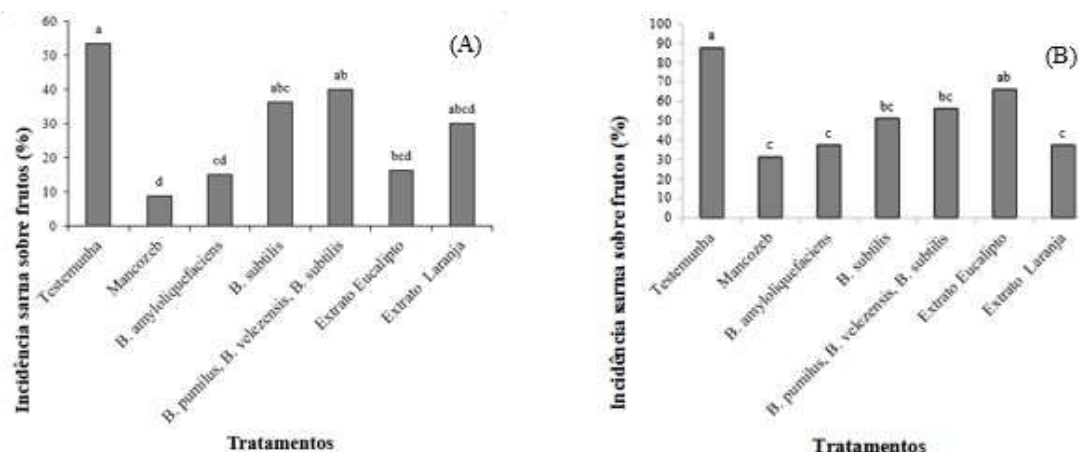 (A)
Incidência sarna sobre frutos (%)
60
50
40
30
20
10
0
a
d
cd
abc
ab
bcd
abcd
Testemunha
Mancozeb
B. amyloliquefaciens
B. subtilis
B. pumilus, B. velezensis, B. subtilis
Extrato Eucalipto
Extrato Laranja
Tratamentos
(B)
Incidência sarna sobre frutos (%)
100
90
80
70
60
50
40
30
20
10
0
a
c
c
bc
bc
ab
c
Testemunha
Mancozeb
B. amyloliquefaciens
B. subtilis
B. pumilus, B. velezensis, B. subtilis
Extrato Eucalipto
Extrato Laranja
Tratamentos